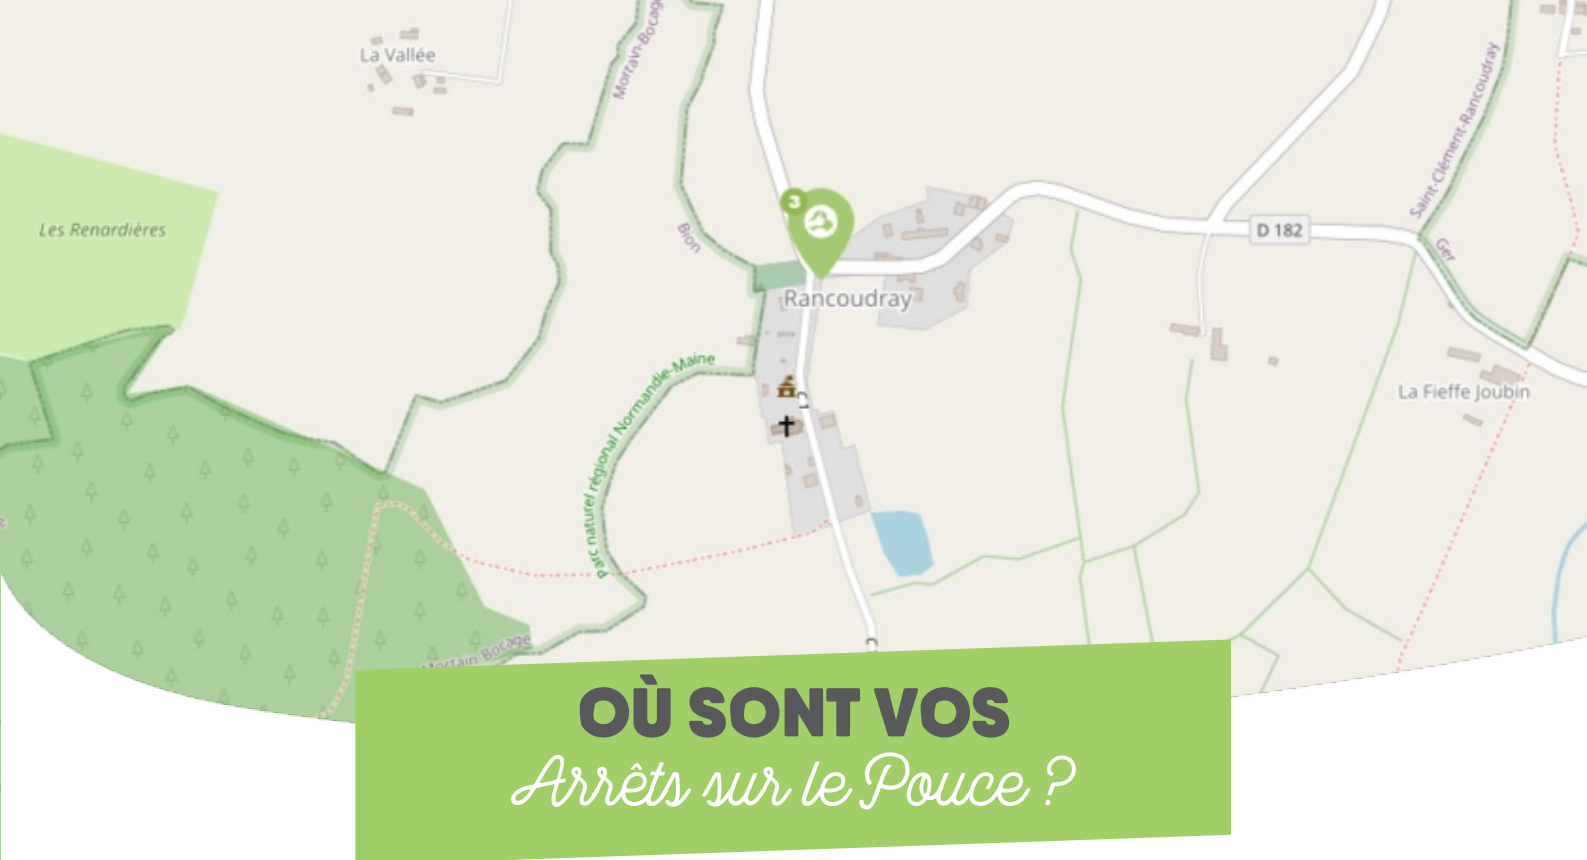 La Vallée
Mortain-Bocage
Saint-Clément-Rancoudray
Les Renardières
3
Bion
D 182
Ger
Rancoudray
Parc naturel régional Normandie-Maine
La Fieffe Joubin
Mortain-Bocage
OÙ SONT VOS
Arrêts sur le Pouce ?